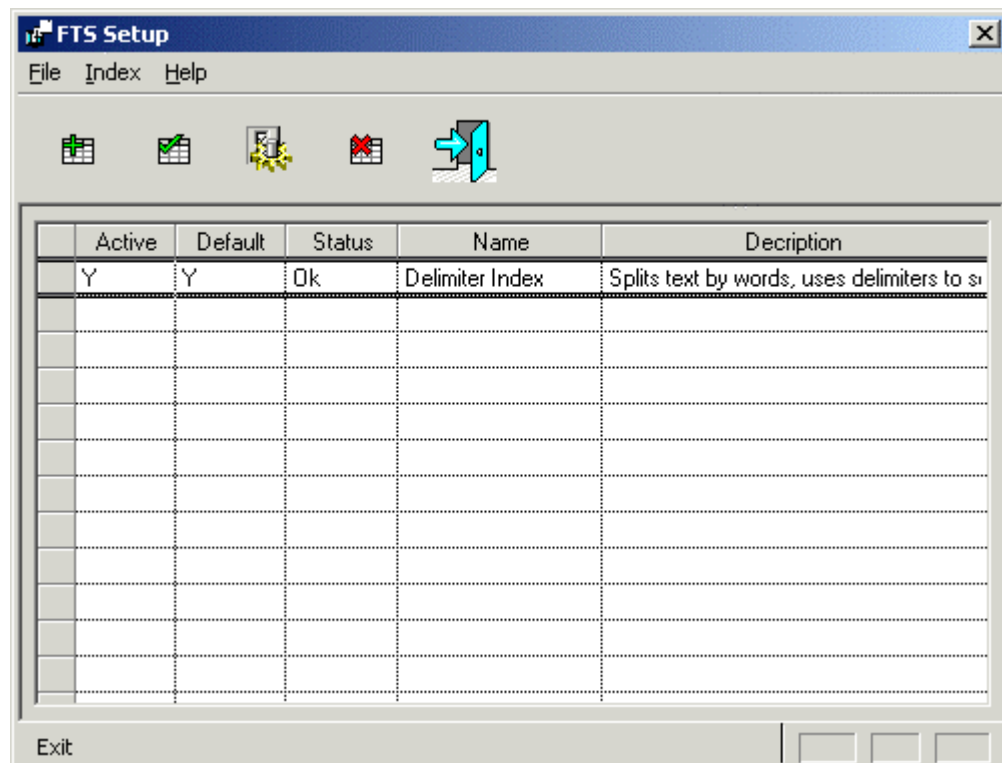 FTS Setup
File Index Help
Active Default Status Name Decription
Y Y Ok Delimiter Index Splits text by words, uses delimiters to
Exit